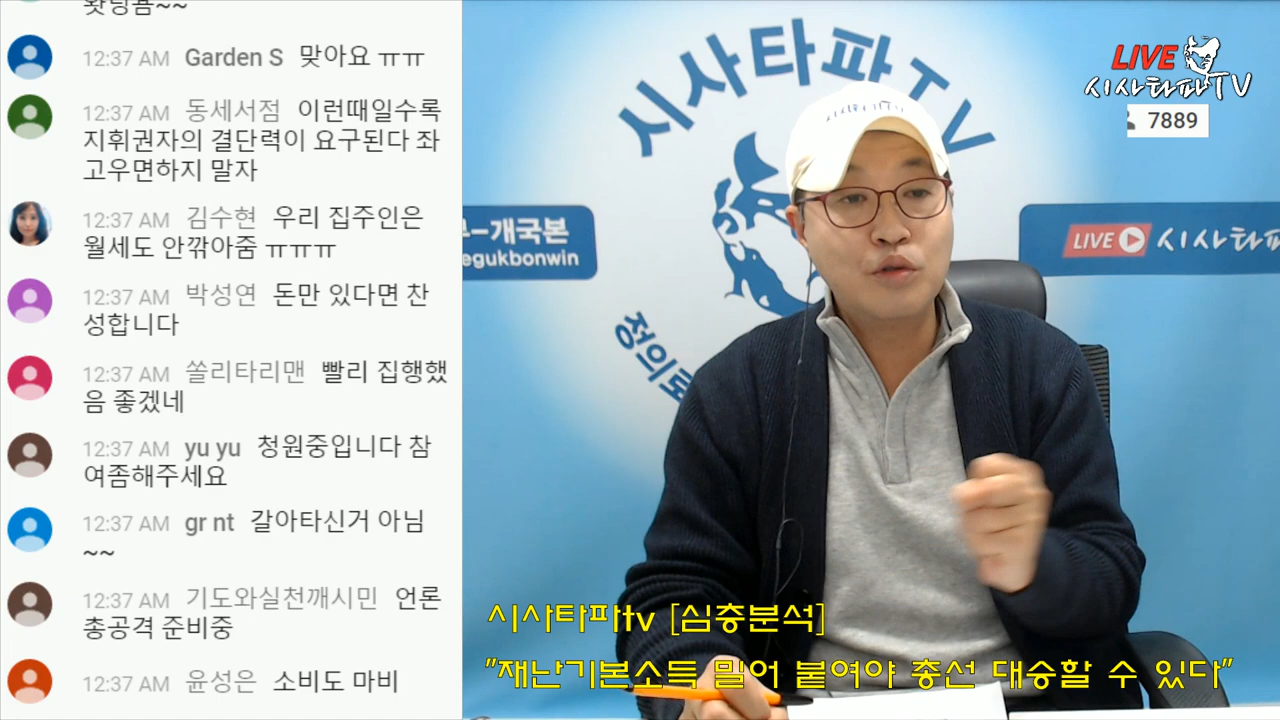 왓팅욤~~
12:37 AM Garden S 맞아요 ㅠㅠ
12:37 AM 동세서점 이런때일수록
지휘권자의 결단력이 요구된다 좌
고우면하지 말자
12:37 AM 김수현 우리 집주인은
월세도 안깎아줌 ㅠㅠㅠ
12:37 AM 박성연 돈만 있다면 찬
성합니다
12:37 AM 쏠리타리맨 빨리 집행했
음 좋겠네
12:37 AM yu yu 청원중입니다 참
여좀해주세요
12:37 AM gr nt 갈아타신거 아님
~~
12:37 AM 기도와실천깨시민 언론
총공격 준비중
12:37 AM 윤성은 소비도 마비
시사타파TV
LIVE
시사타파TV
7889
-개국본
egukbonwin
LIVE 시사타파
정의로
시사타파tv [심층분석]
"재난기본소득 밀어 붙여야 총선 대승할 수 있다"